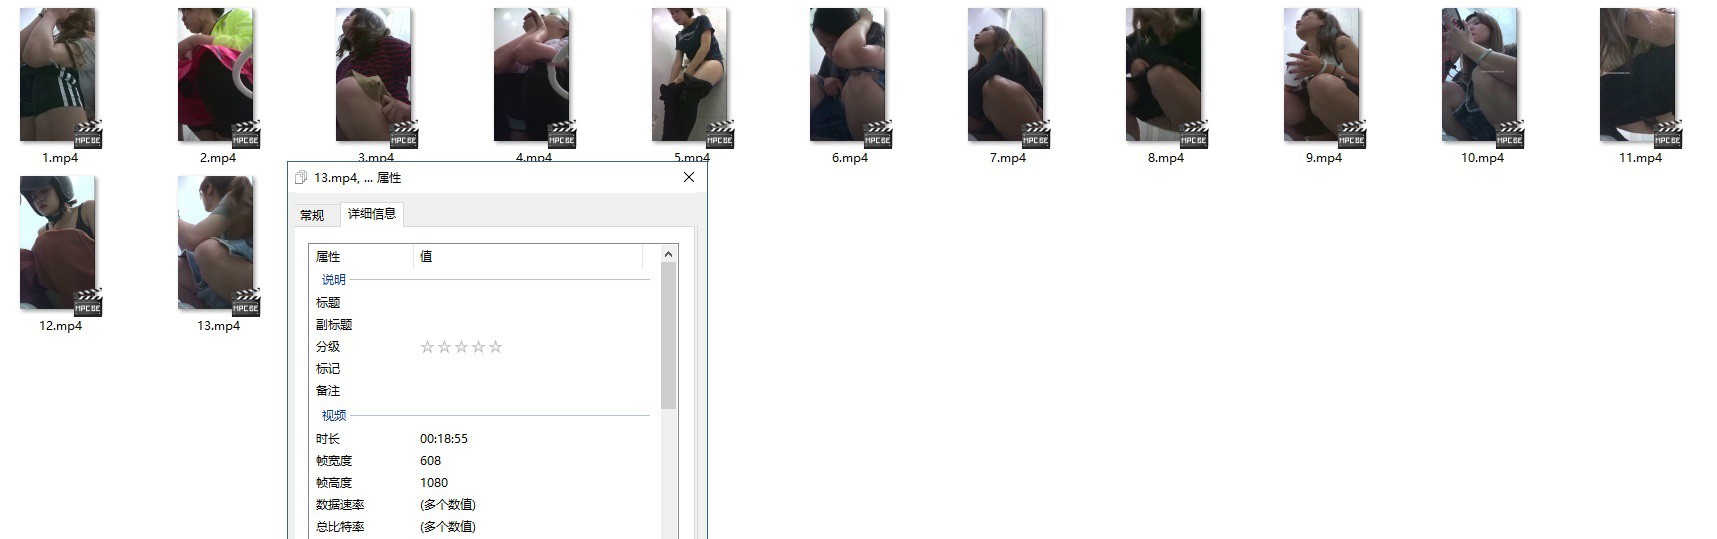 1.mp4
2.mp4
3.mp4
4.mp4
5.mp4
6.mp4
7.mp4
8.mp4
9.mp4
10.mp4
11.mp4
12.mp4
13.mp4
13.mp4, ... 属性
常规 详细信息
属性 值
说明
标题
副标题
分级 ☆☆☆☆☆
标记
备注
视频
时长 00:18:55
帧宽度 608
帧高度 1080
数据速率 (多个数值)
总比特率 (多个数值)
MPCBE
MPCBE
MPCBE
MPCBE
MPCBE
MPCBE
MPCBE
MPCBE
MPCBE
MPCBE
MPCBE
MPCBE
MPCBE